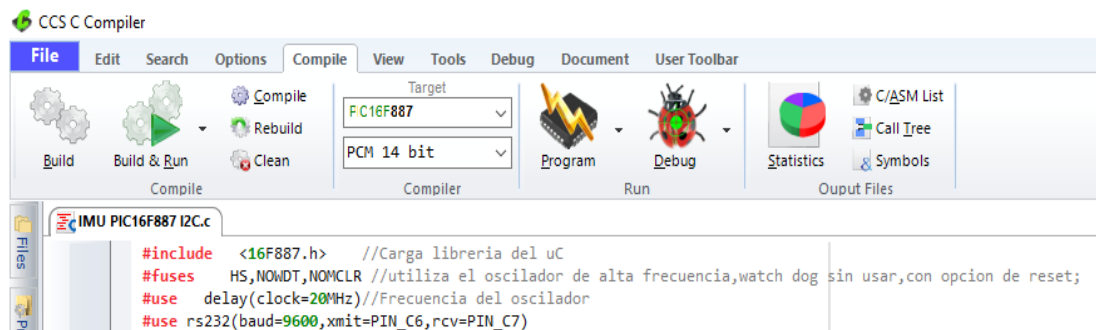 CCS C Compiler
File Edit Search Options Compile View Tools Debug Document User Toolbar
Target
Compile PIC16F887 C/ASM List
Rebuild Call Tree
Build Build & Run Clean PCM 14 bit Program Debug Statistics Symbols
Compile Compiler Run Ouput Files
IMU PIC16F887 I2C.c
Files
#include <16F887.h> //Carga libreria del uC
#fuses HS,NOWDT,NOMCLR //utiliza el oscilador de alta frecuencia,watch dog sin usar,con opcion de reset;
#use delay(clock=20MHz)//Frecuencia del oscilador
#use rs232(baud=9600,xmit=PIN_C6,rcv=PIN_C7)